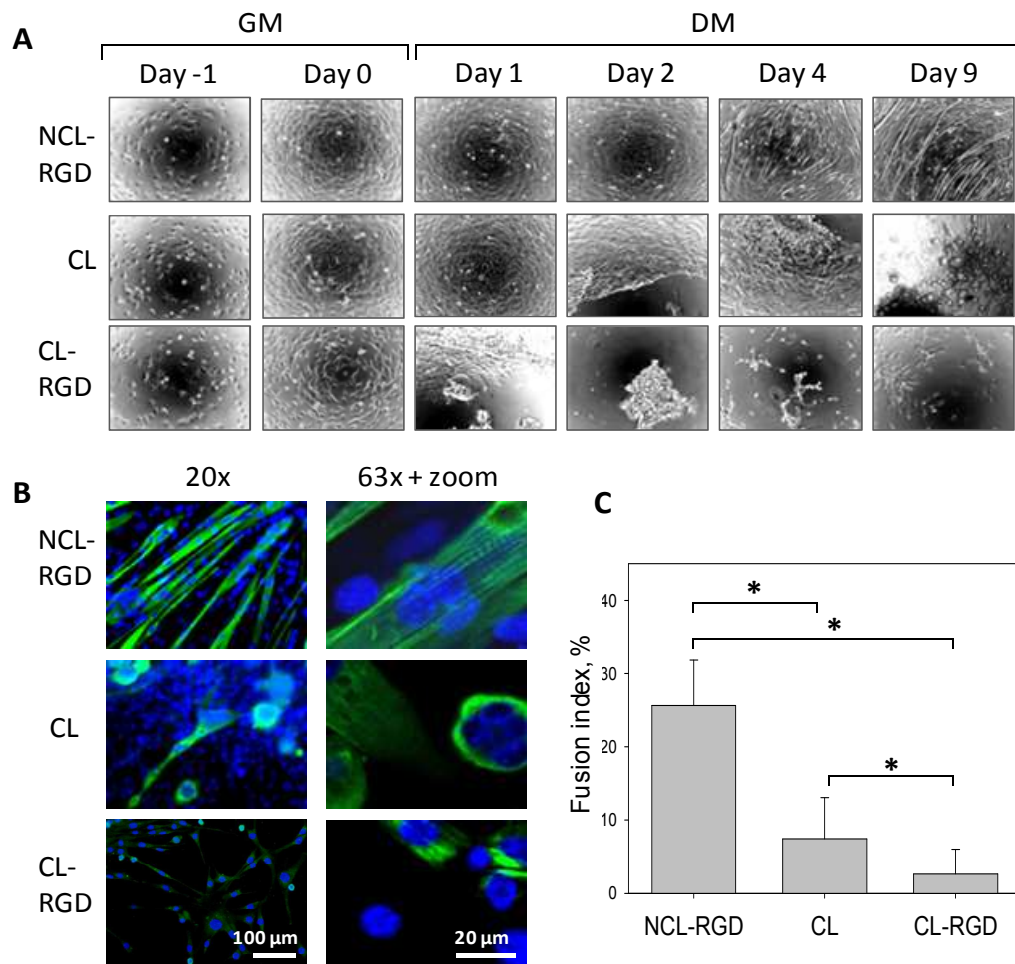 A
GM
DM
Day -1
Day 0
Day 1
Day 2
Day 4
Day 9
NCL-
RGD
CL
CL-
RGD
B
20x
63x + zoom
NCL-
RGD
CL
CL-
RGD
100 µm
20 µm
C
Fusion index, %
40
30
20
10
0
*
*
*
NCL-RGD
CL
CL-RGD